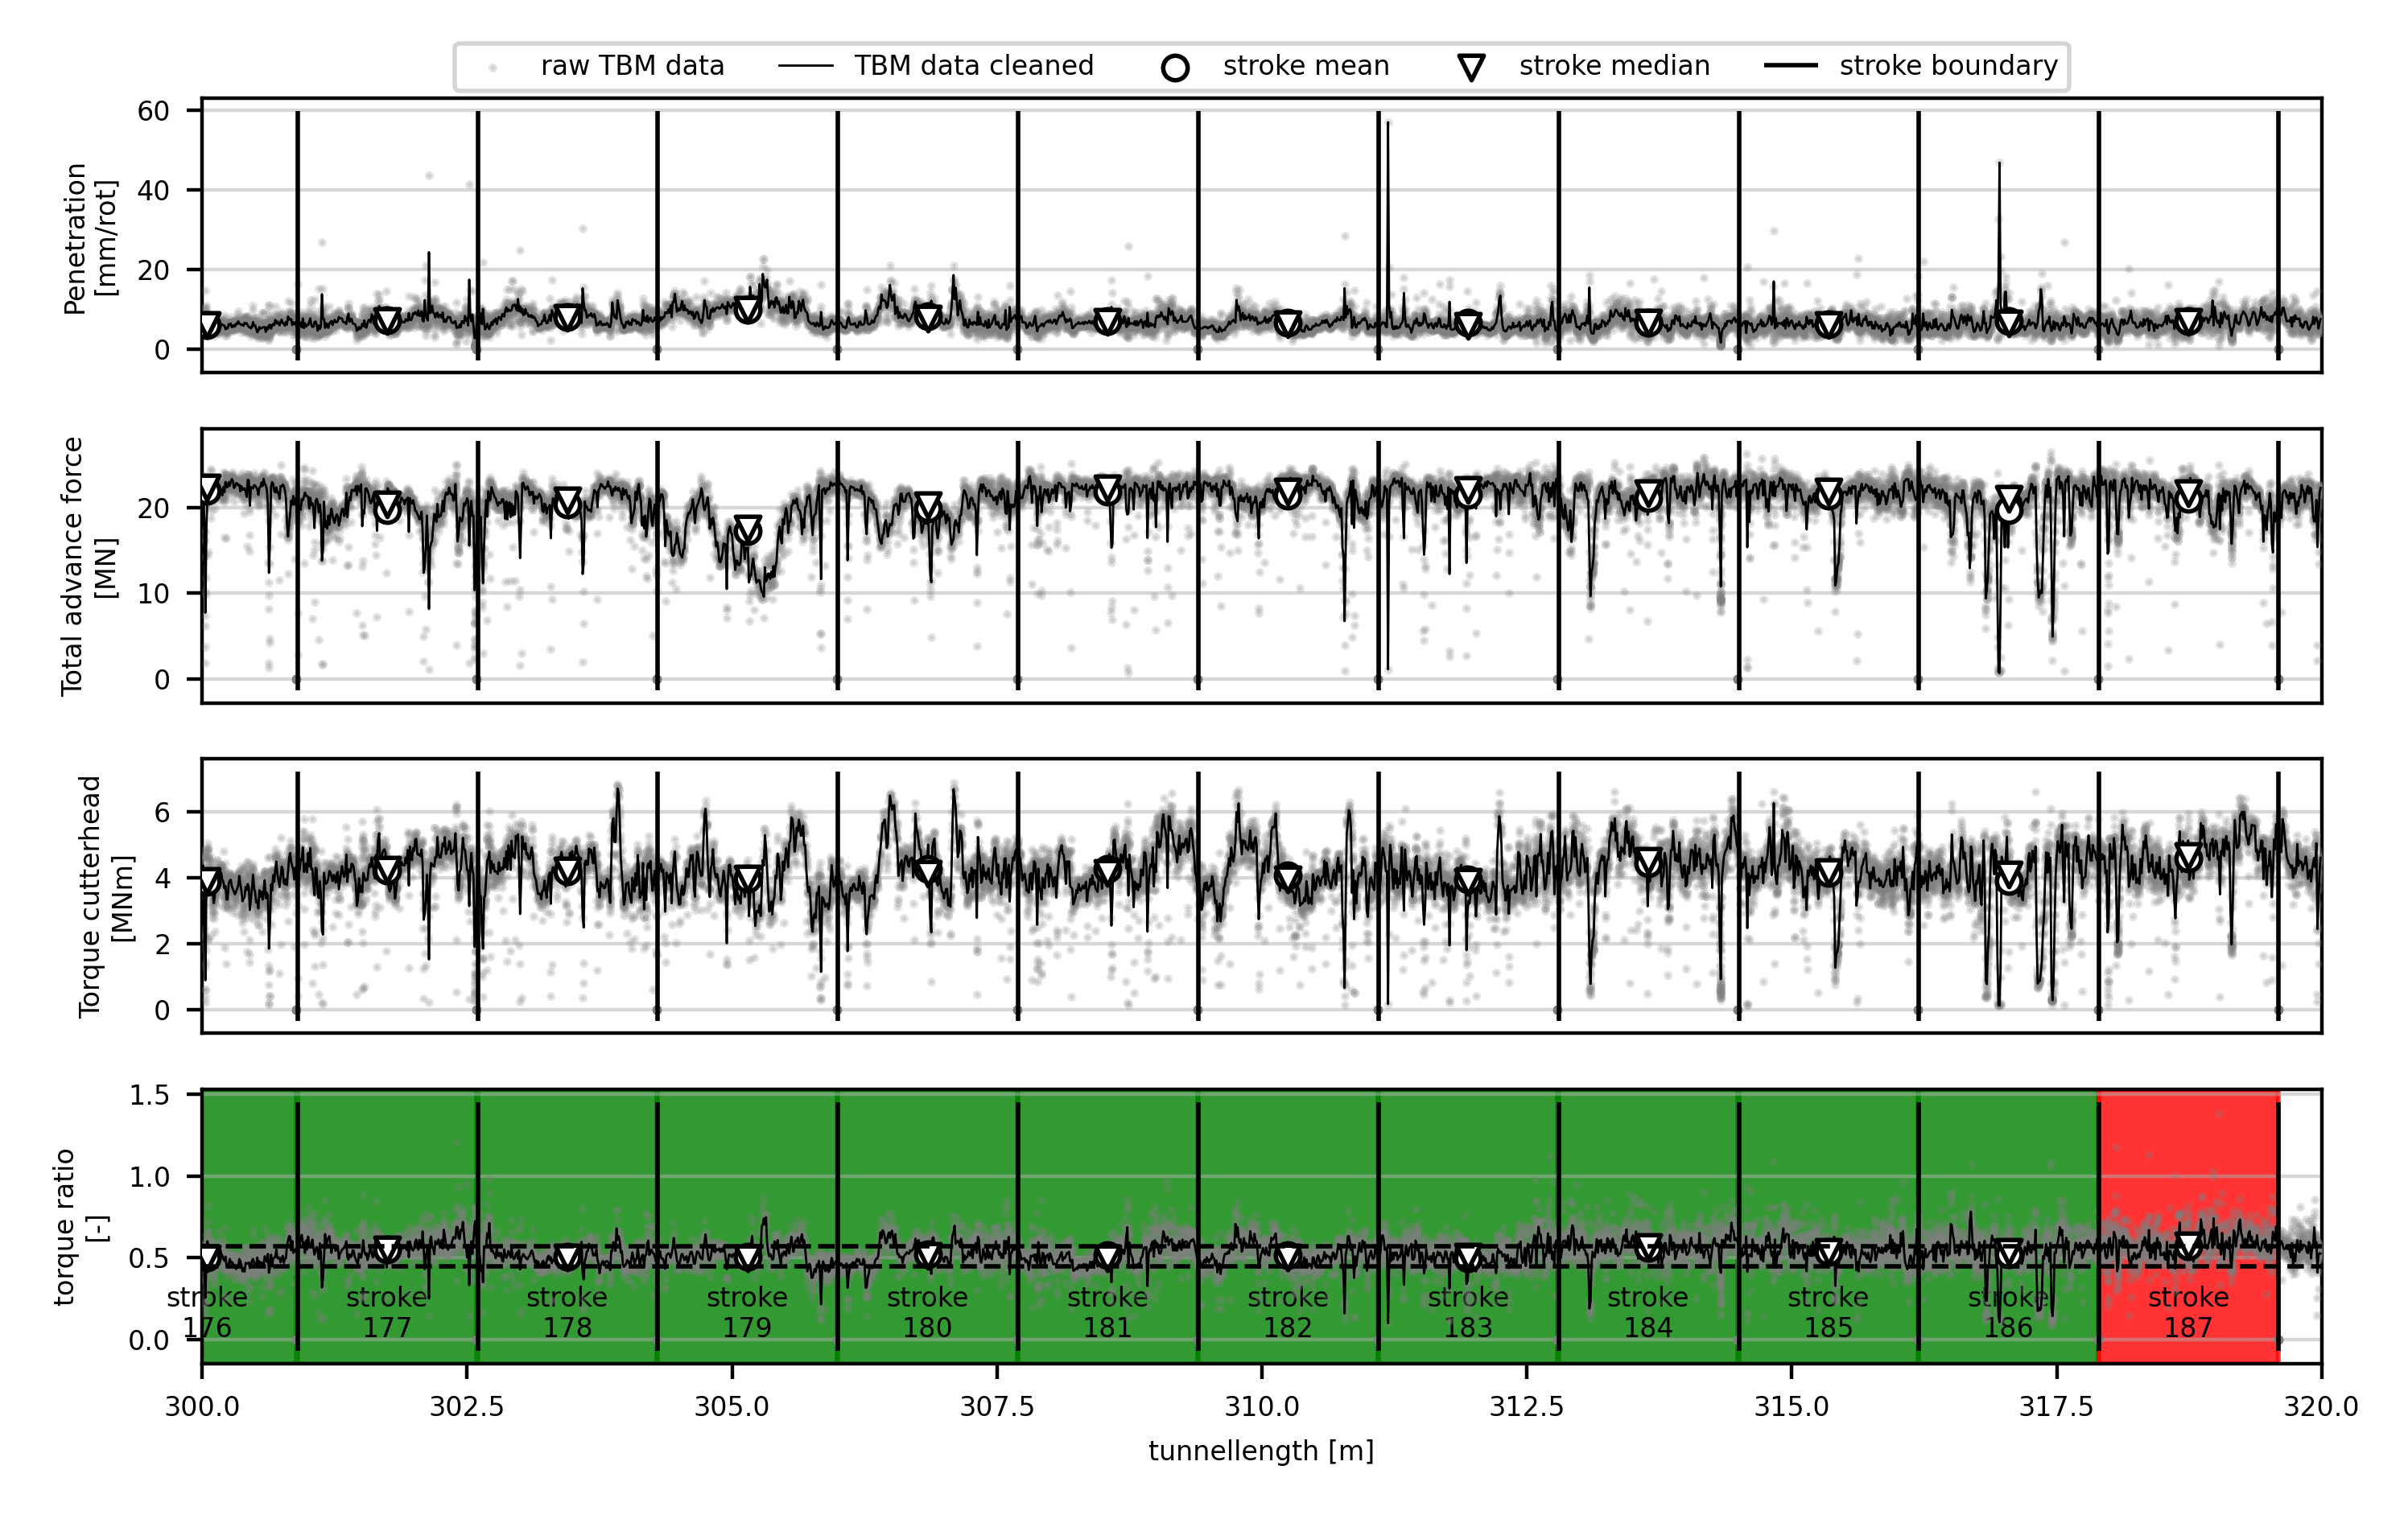 raw TBM data TBM data cleaned stroke mean stroke median stroke boundary
Penetration
[mm/rot]
60
40
20
0
Total advance force
[MN]
20
10
0
Torque cutterhead
[MNm]
6
4
2
0
torque ratio
[-]
1.5
1.0
0.5
0.0
stroke
176
stroke
177
stroke
178
stroke
179
stroke
180
stroke
181
stroke
182
stroke
183
stroke
184
stroke
185
stroke
186
stroke
187
300.0 302.5 305.0 307.5 310.0 312.5 315.0 317.5 320.0
tunnellength [m]